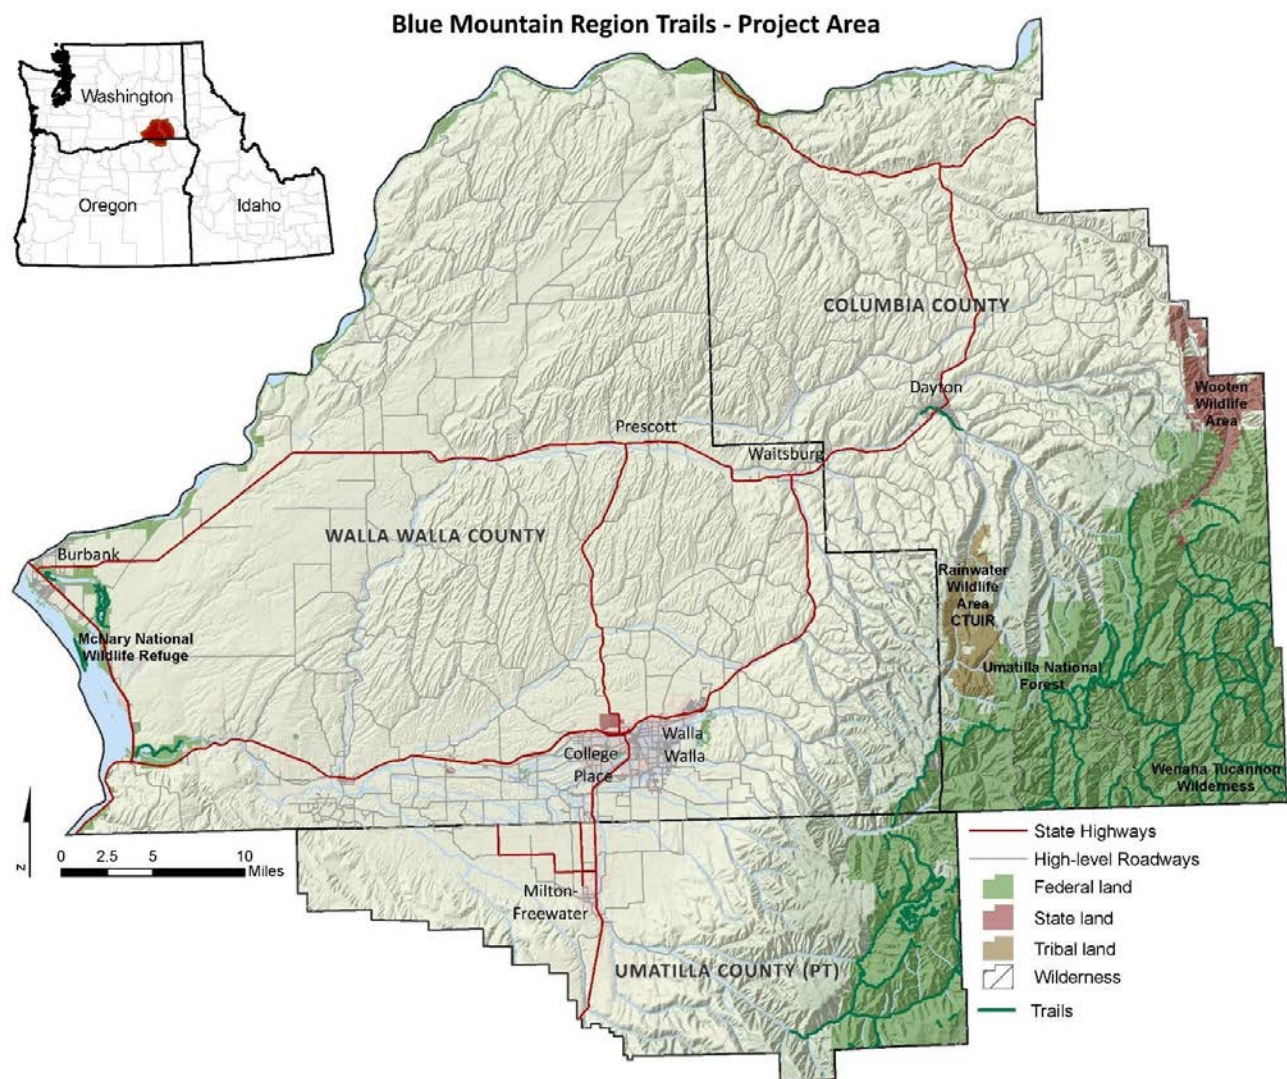 Blue Mountain Region Trails - Project Area
Washington
Oregon
Idaho
COLUMBIA COUNTY
Dayton
Wooten
Wildlife
Area
Prescott
Waitsburg
WALLA WALLA COUNTY
Burbank
McNary National
Wildlife Refuge
Rainwater
Wildlife
Area
CTUIR
Umatilla National
Forest
College
Place
Walla
Walla
Wenaha Tucannon
Wilderness
N
0 2.5 5 10
Miles
Milton-
Freewater
UMATILLA COUNTY (PT)
State Highways
High-level Roadways
Federal land
State land
Tribal land
Wilderness
Trails